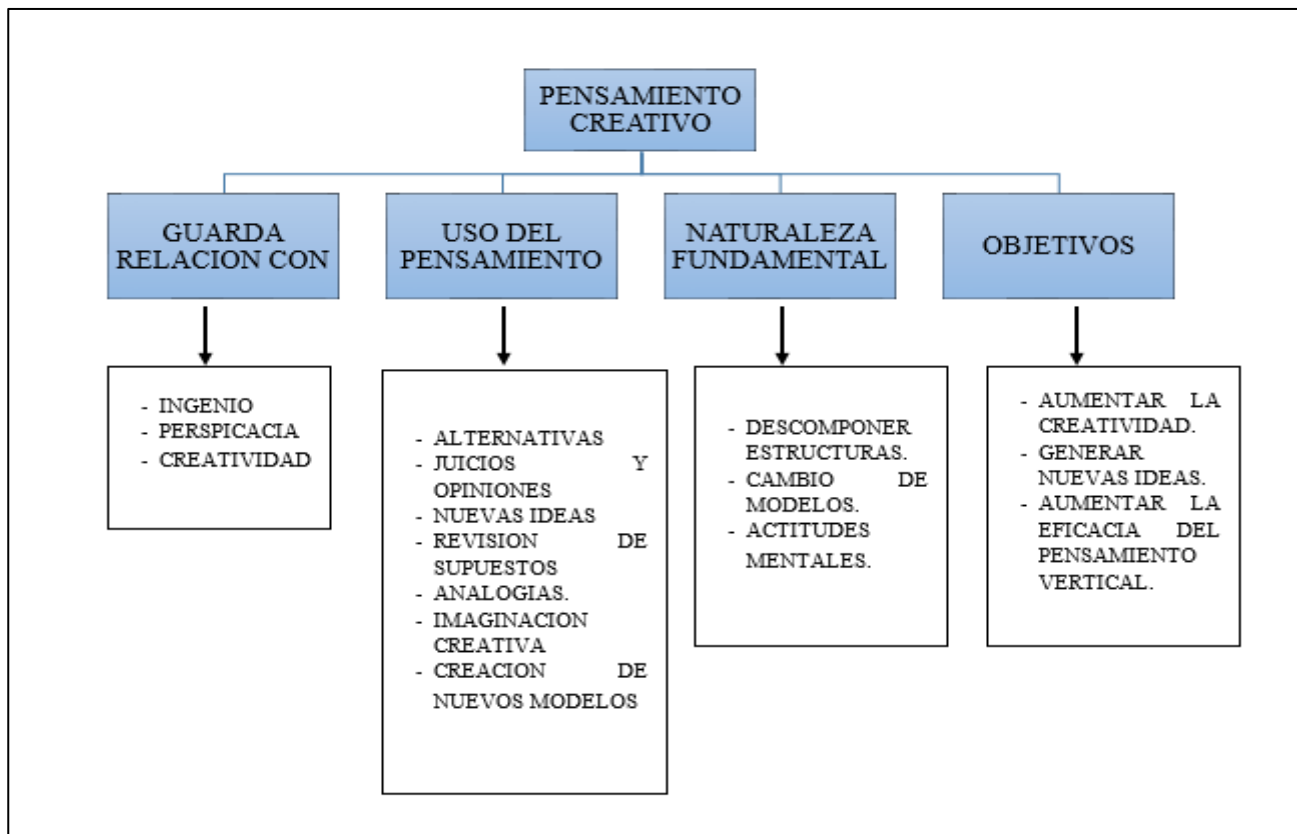 PENSAMIENTO
CREATIVO
GUARDA
RELACION CON
USO DEL
PENSAMIENTO
NATURALEZA
FUNDAMENTAL
OBJETIVOS
- INGENIO
- PERSPICACIA
- CREATIVIDAD
- ALTERNATIVAS
- JUICIOS Y
OPINIONES
- NUEVAS IDEAS
- REVISION DE
SUPUESTOS
- ANALOGIAS.
- IMAGINACION
CREATIVA
- CREACION DE
NUEVOS MODELOS
- DESCOMPONER
ESTRUCTURAS.
- CAMBIO DE
MODELOS.
- ACTITUDES
MENTALES.
- AUMENTAR LA
CREATIVIDAD.
- GENERAR
NUEVAS IDEAS.
- AUMENTAR LA
EFICACIA DEL
PENSAMIENTO
VERTICAL.